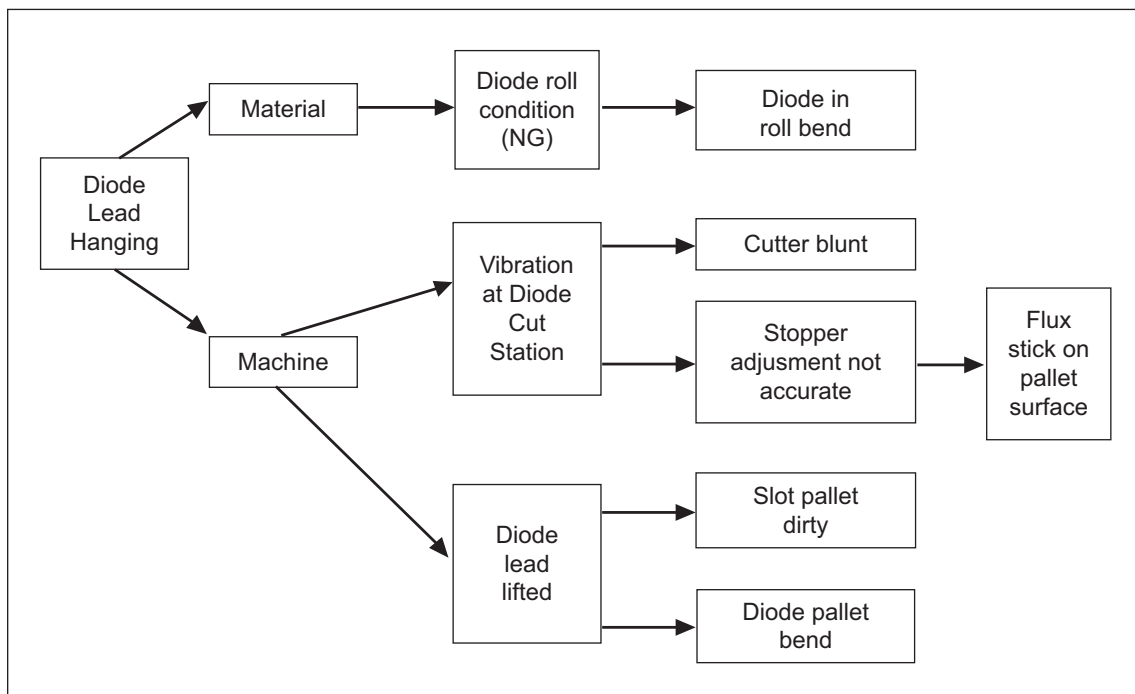 Diode
Lead
Hanging
Material
Diode roll
condition
(NG)
Diode in
roll bend
Machine
Vibration
at Diode
Cut
Station
Cutter blunt
Stopper
adjusment not
accurate
Flux
stick on
pallet
surface
Diode
lead
lifted
Slot pallet
dirty
Diode pallet
bend